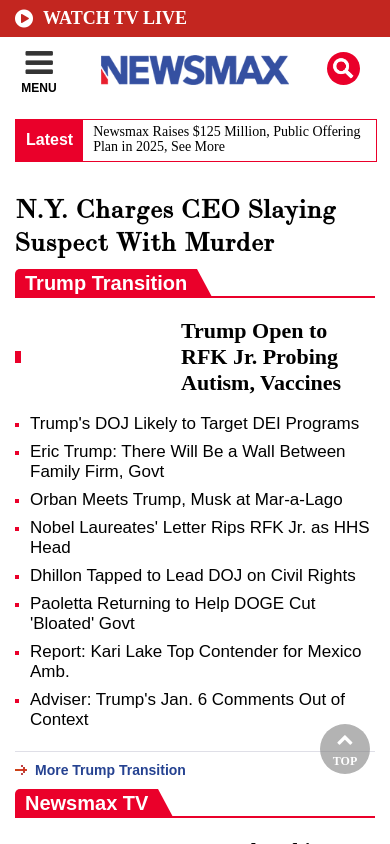 WATCH TV LIVE
MENU
NEWSMAX
Latest
Newsmax Raises $125 Million, Public Offering
Plan in 2025, See More
N.Y. Charges CEO Slaying
Suspect With Murder
Trump Transition
Trump Open to
RFK Jr. Probing
Autism, Vaccines
Trump's DOJ Likely to Target DEI Programs
Eric Trump: There Will Be a Wall Between
Family Firm, Govt
Orban Meets Trump, Musk at Mar-a-Lago
Nobel Laureates' Letter Rips RFK Jr. as HHS
Head
Dhillon Tapped to Lead DOJ on Civil Rights
Paoletta Returning to Help DOGE Cut
'Bloated' Govt
Report: Kari Lake Top Contender for Mexico
Amb.
Adviser: Trump's Jan. 6 Comments Out of
Context
TOP
More Trump Transition
Newsmax TV